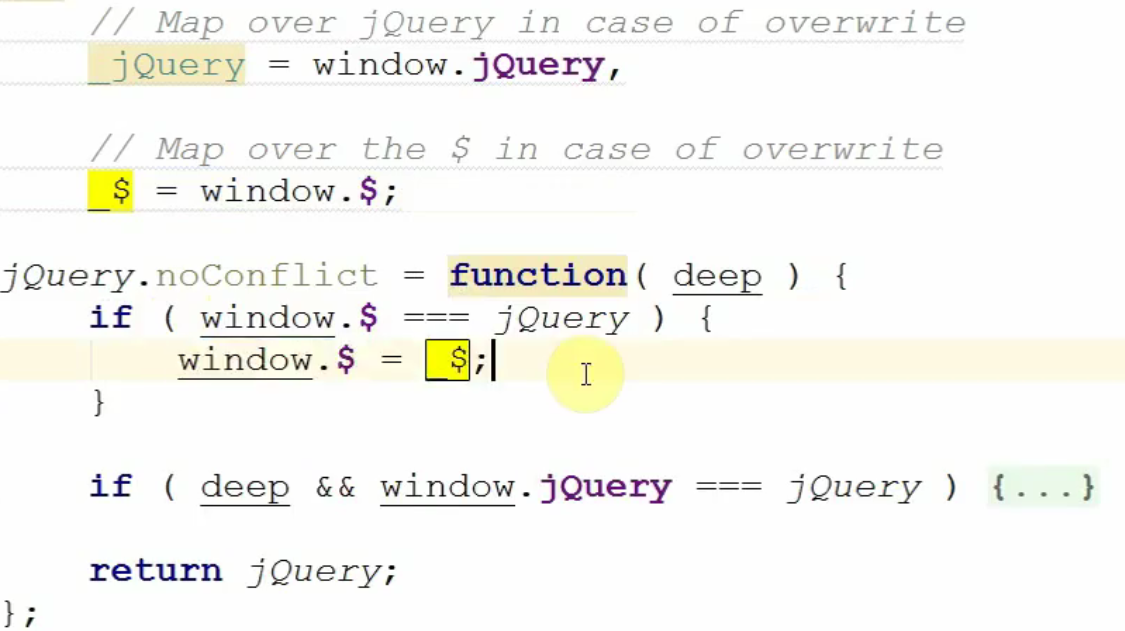 // Map over jQuery in case of overwrite
_jQuery = window.jQuery,
// Map over the $ in case of overwrite
_$ = window.$;
jQuery.noConflict = function( deep ) {
if ( window.$ === jQuery ) {
window.$ = _$;
}
if ( deep && window.jQuery === jQuery ) {...}
return jQuery;
};